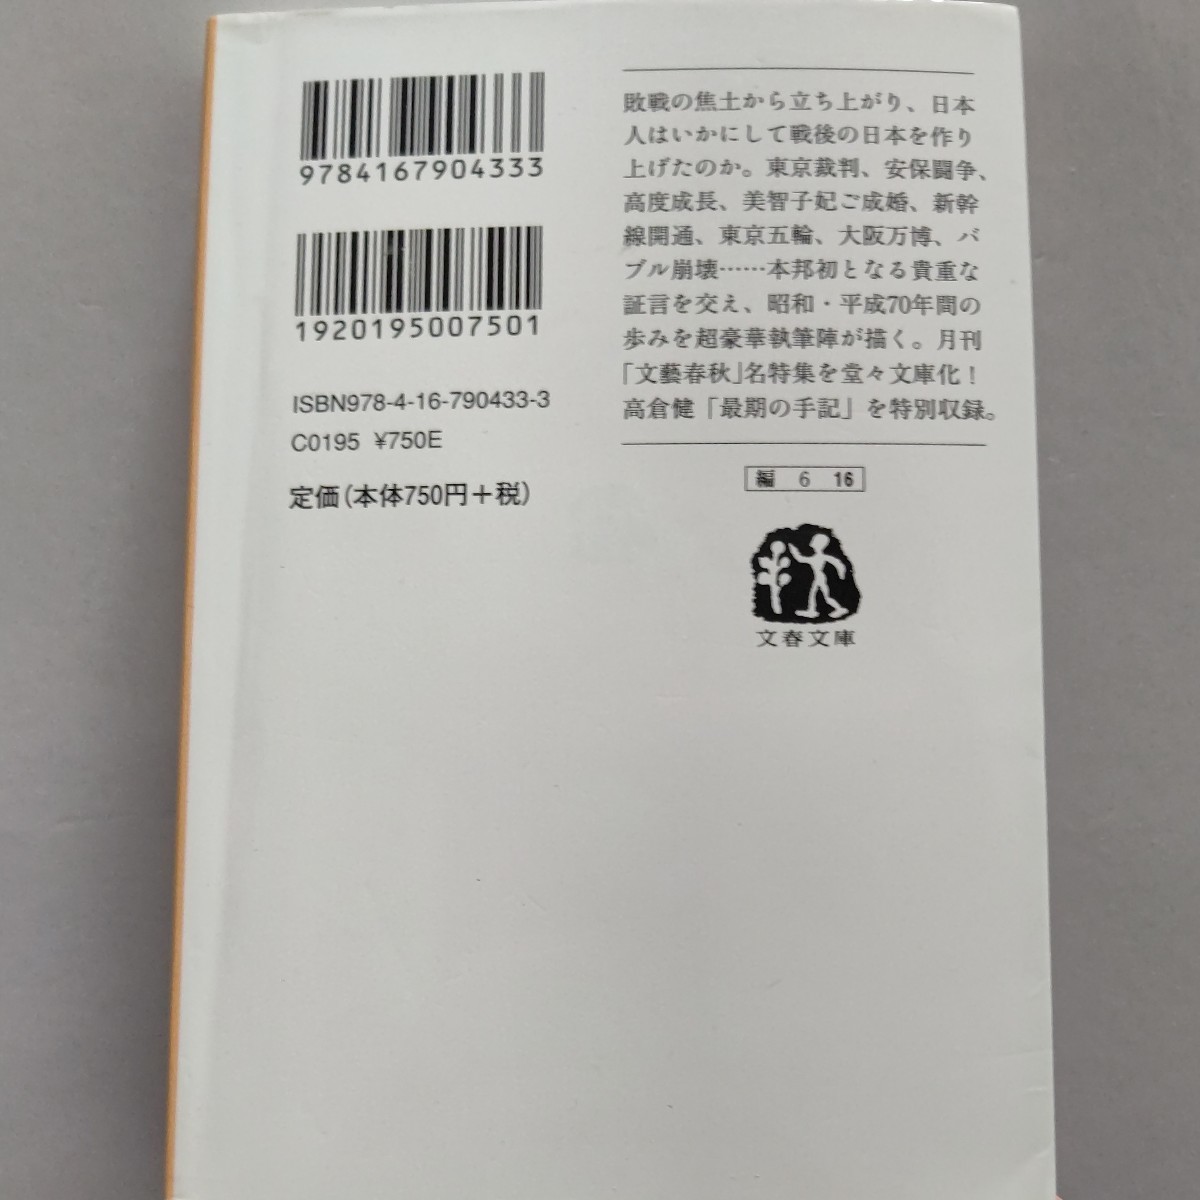 9784167904333
1920195007501
ISBN978-4-16-790433-3
C0195 ¥750E
定価(本体750円+税)
敗戦の焦土から立ち上がり、日本
人はいかにして戦後の日本を作り
上げたのか。東京裁判、安保闘争、
高度成長、美智子妃ご成婚、新幹
線開通、東京五輪、大阪万博、バ
ブル崩壊……本邦初となる貴重な
証言を交え、昭和・平成70年間の
歩みを超豪華執筆陣が描く。月刊
「文藝春秋」名特集を堂々文庫化！
高倉健「最期の手記」を特別収録。
編 6 16
文春文庫